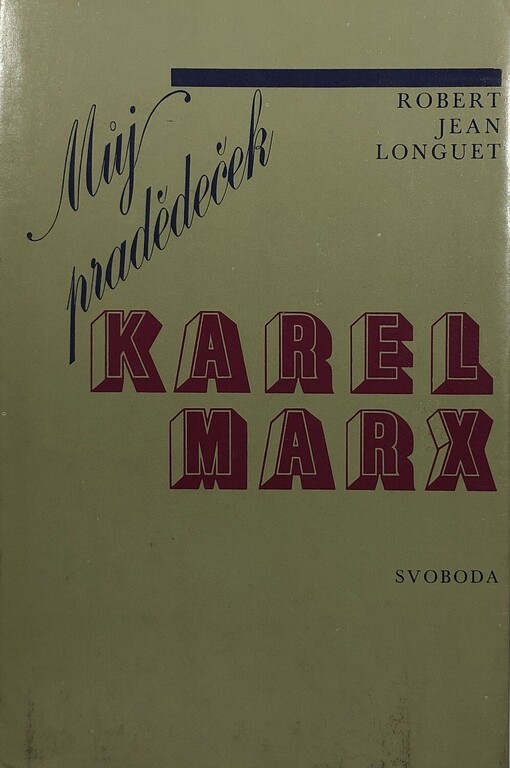 ROBERT
JEAN
LONGUET
Můj
pradědeček
KAREL
MARX
SVOBODA